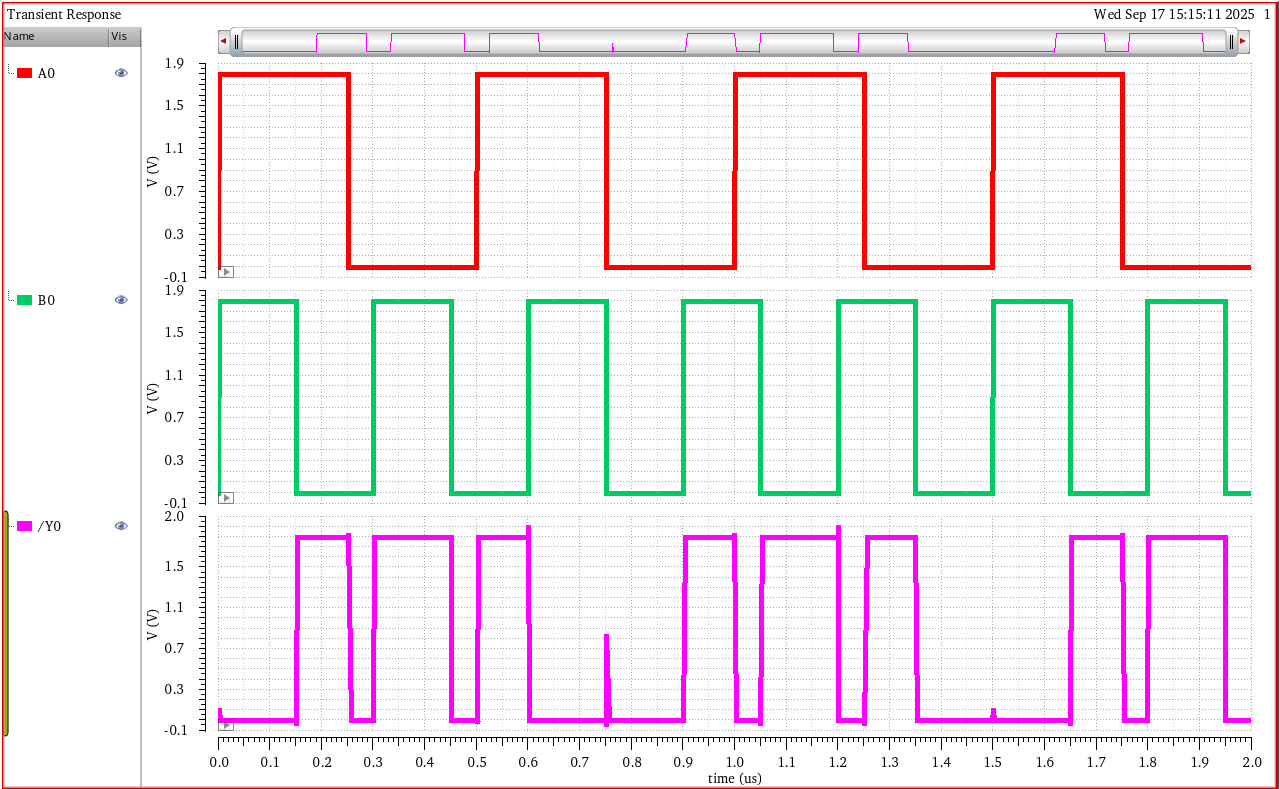 Transient Response
Wed Sep 17 15:15:11 2025 1
Name Vis
A0
1.9
1.5
1.1
0.7
0.3
-0.1
V (V)
B0
1.9
1.5
1.1
0.7
0.3
-0.1
V (V)
/Y0
2.0
1.5
1.1
0.7
0.3
-0.1
V (V)
0.0 0.1 0.2 0.3 0.4 0.5 0.6 0.7 0.8 0.9 1.0 1.1 1.2 1.3 1.4 1.5 1.6 1.7 1.8 1.9 2.0
time (us)